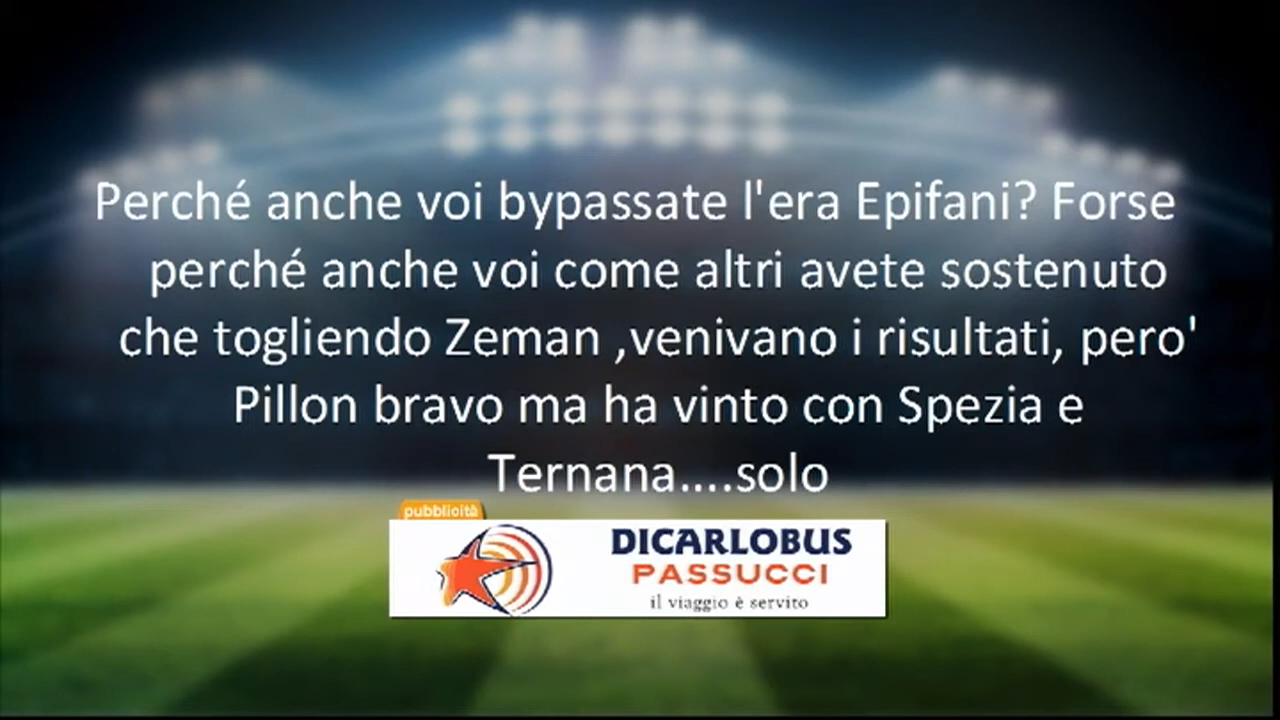 Perché anche voi bypassate l'era Epifani? Forse
perché anche voi come altri avete sostenuto
che togliendo Zeman ,venivano i risultati, pero'
Pillon bravo ma ha vinto con Spezia e
Ternana....solo
pubblicità
DICARLOBUS
PASSUCCI
il viaggio è servito